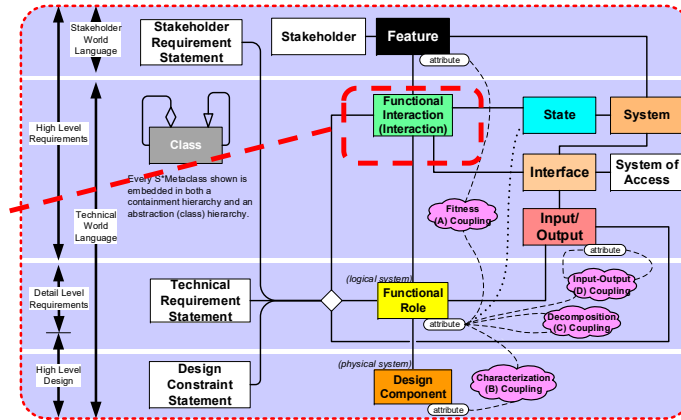 Stakeholder
World
Language
High Level
Requirements
Technical
World
Language
Detail Level
Requirements
High Level
Design
Stakeholder
Requirement
Statement
Stakeholder
Feature
attribute
Functional
Interaction
(Interaction)
State
System
Class
Every S*Metaclass shown is
embedded in both a
containment hierarchy and an
abstraction (class) hierarchy.
Interface
System of
Access
Fitness
(A) Coupling
Input/
Output
attribute
(logical system)
Technical
Requirement
Statement
Functional
Role
attribute
Input-Output
(D) Coupling
Decomposition
(C) Coupling
(physical system)
Design
Constraint
Statement
Design
Component
attribute
Characterization
(B) Coupling